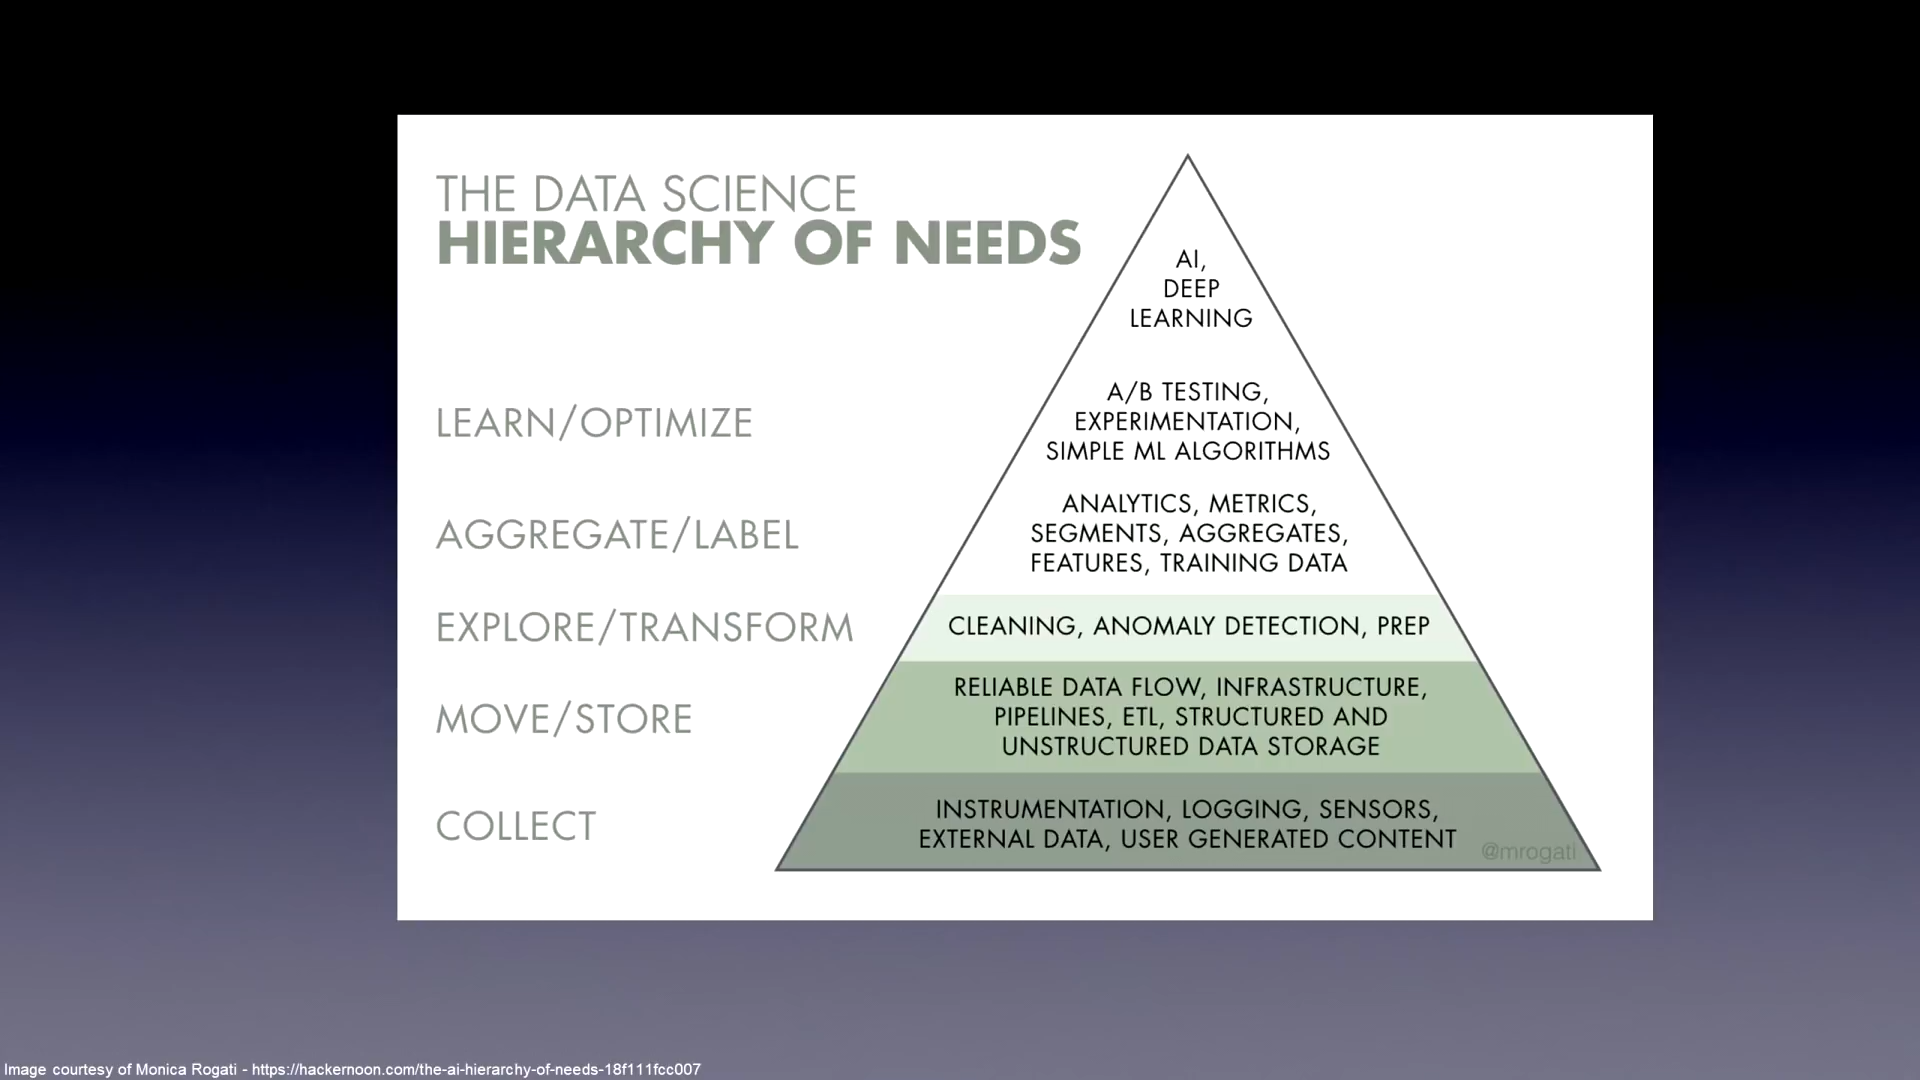 THE DATA SCIENCE
HIERARCHY OF NEEDS
AI,
DEEP
LEARNING
LEARN/OPTIMIZE
A/B TESTING,
EXPERIMENTATION,
SIMPLE ML ALGORITHMS
AGGREGATE/LABEL
ANALYTICS, METRICS,
SEGMENTS, AGGREGATES,
FEATURES, TRAINING DATA
EXPLORE/TRANSFORM
CLEANING, ANOMALY DETECTION, PREP
MOVE/STORE
RELIABLE DATA FLOW, INFRASTRUCTURE,
PIPELINES, ETL, STRUCTURED AND
UNSTRUCTURED DATA STORAGE
COLLECT
INSTRUMENTATION, LOGGING, SENSORS,
EXTERNAL DATA, USER GENERATED CONTENT
@mrogati
Image courtesy of Monica Rogati - https://hackernoon.com/the-ai-hierarchy-of-needs-18f111fcc007